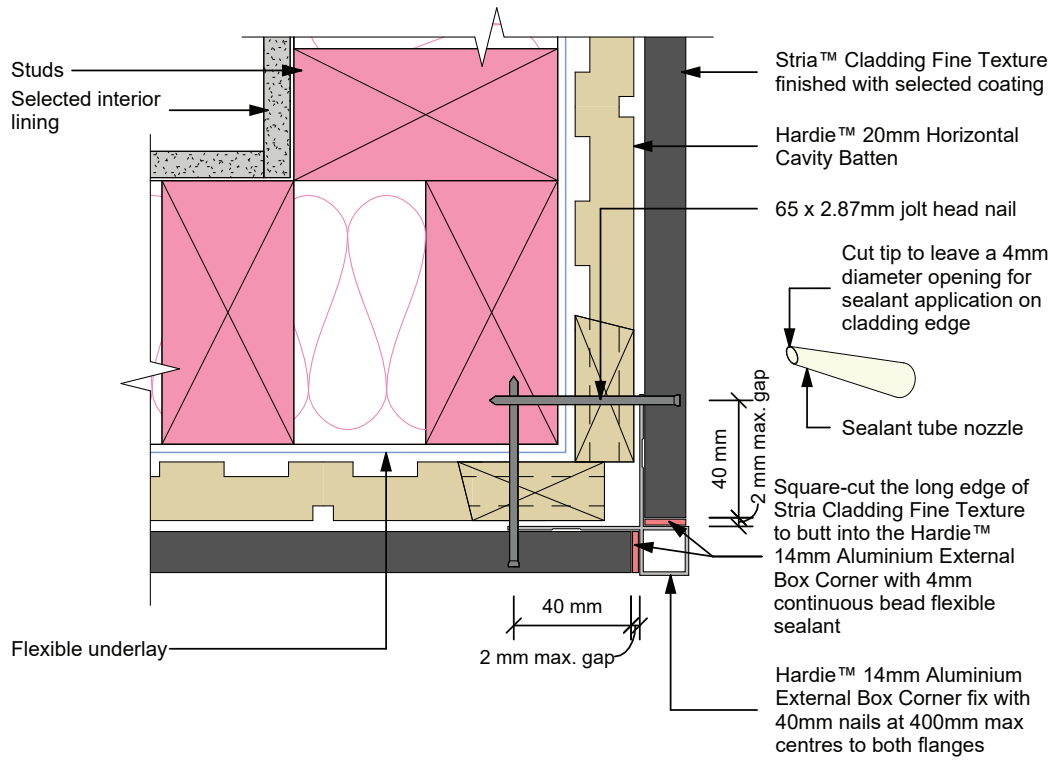 Studs
Selected interior
lining
Flexible underlay
Stria™ Cladding Fine Texture
finished with selected coating
Hardie™ 20mm Horizontal
Cavity Batten
65 x 2.87mm jolt head nail
Cut tip to leave a 4mm
diameter opening for
sealant application on
cladding edge
Sealant tube nozzle
40 mm
2 mm max. gap
Square-cut the long edge of
Stria Cladding Fine Texture
to butt into the Hardie™
14mm Aluminium External
Box Corner with 4mm
continuous bead flexible
sealant
40 mm
2 mm max. gap
Hardie™ 14mm Aluminium
External Box Corner fix with
40mm nails at 400mm max
centres to both flanges